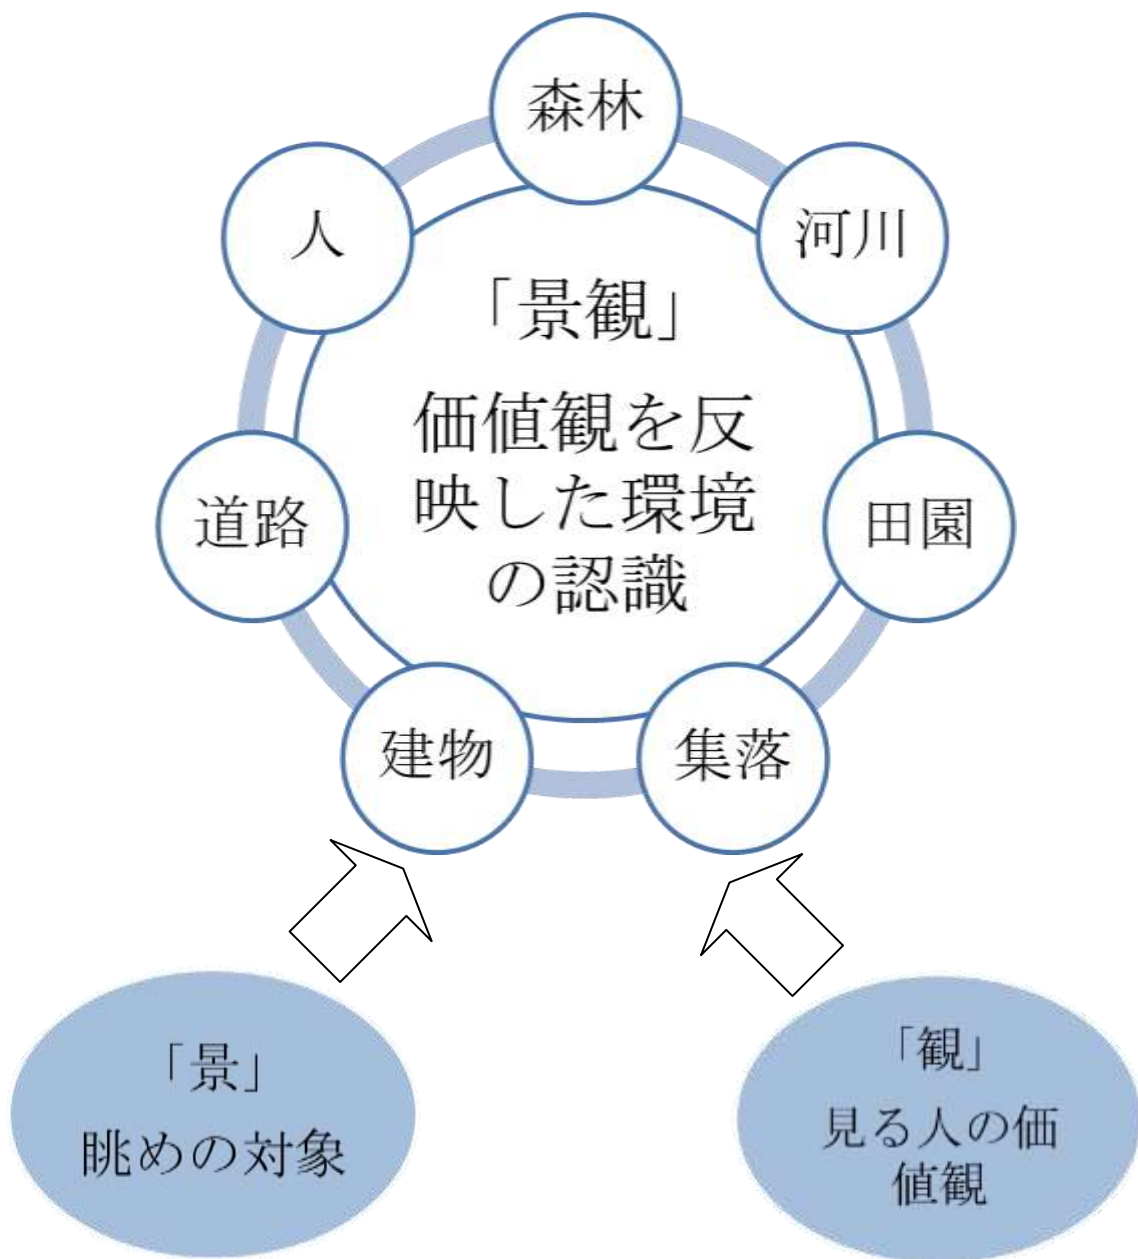 森林
人
河川
「景観」
価値観を反
映した環境
の認識
道路
田園
建物
集落
「景」
眺めの対象
「観」
見る人の価
値観